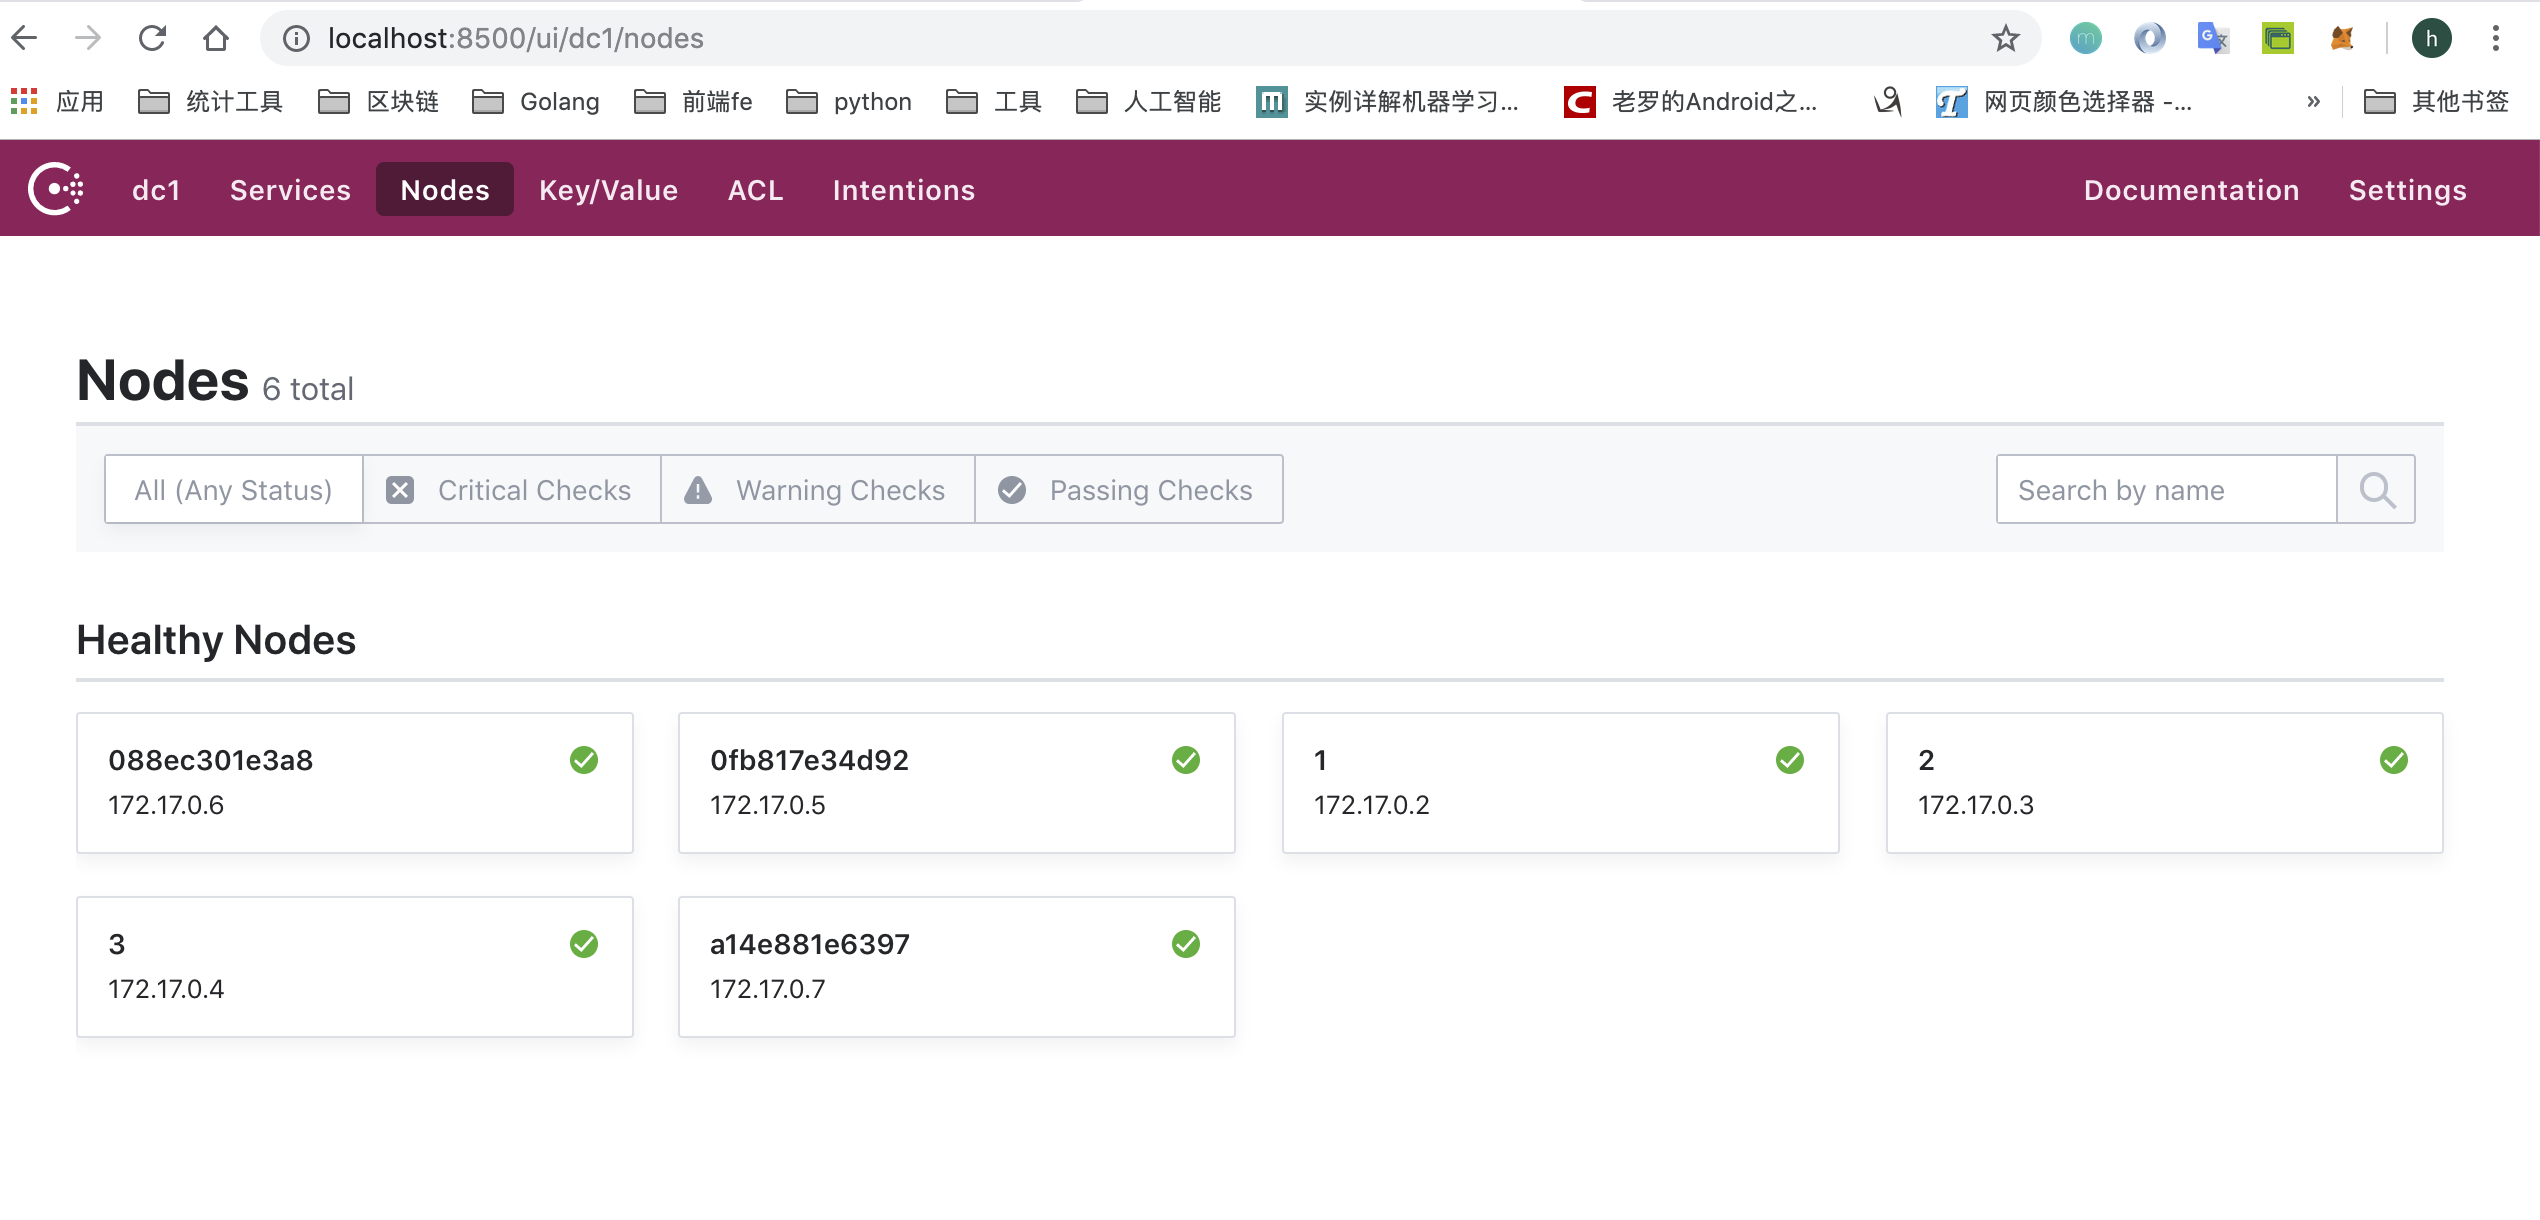 localhost:8500/ui/dc1/nodes
h
应用 统计工具 区块链 Golang 前端fe python 工具 人工智能 实例详解机器学习... 老罗的Android之... 网页颜色选择器 -... » 其他书签
dc1 Services Nodes Key/Value ACL Intentions Documentation Settings
Nodes 6 total
All (Any Status) Critical Checks Warning Checks Passing Checks Search by name
Healthy Nodes
088ec301e3a8 0fb817e34d92 1 2
172.17.0.6 172.17.0.5 172.17.0.2 172.17.0.3
3 a14e881e6397
172.17.0.4 172.17.0.7